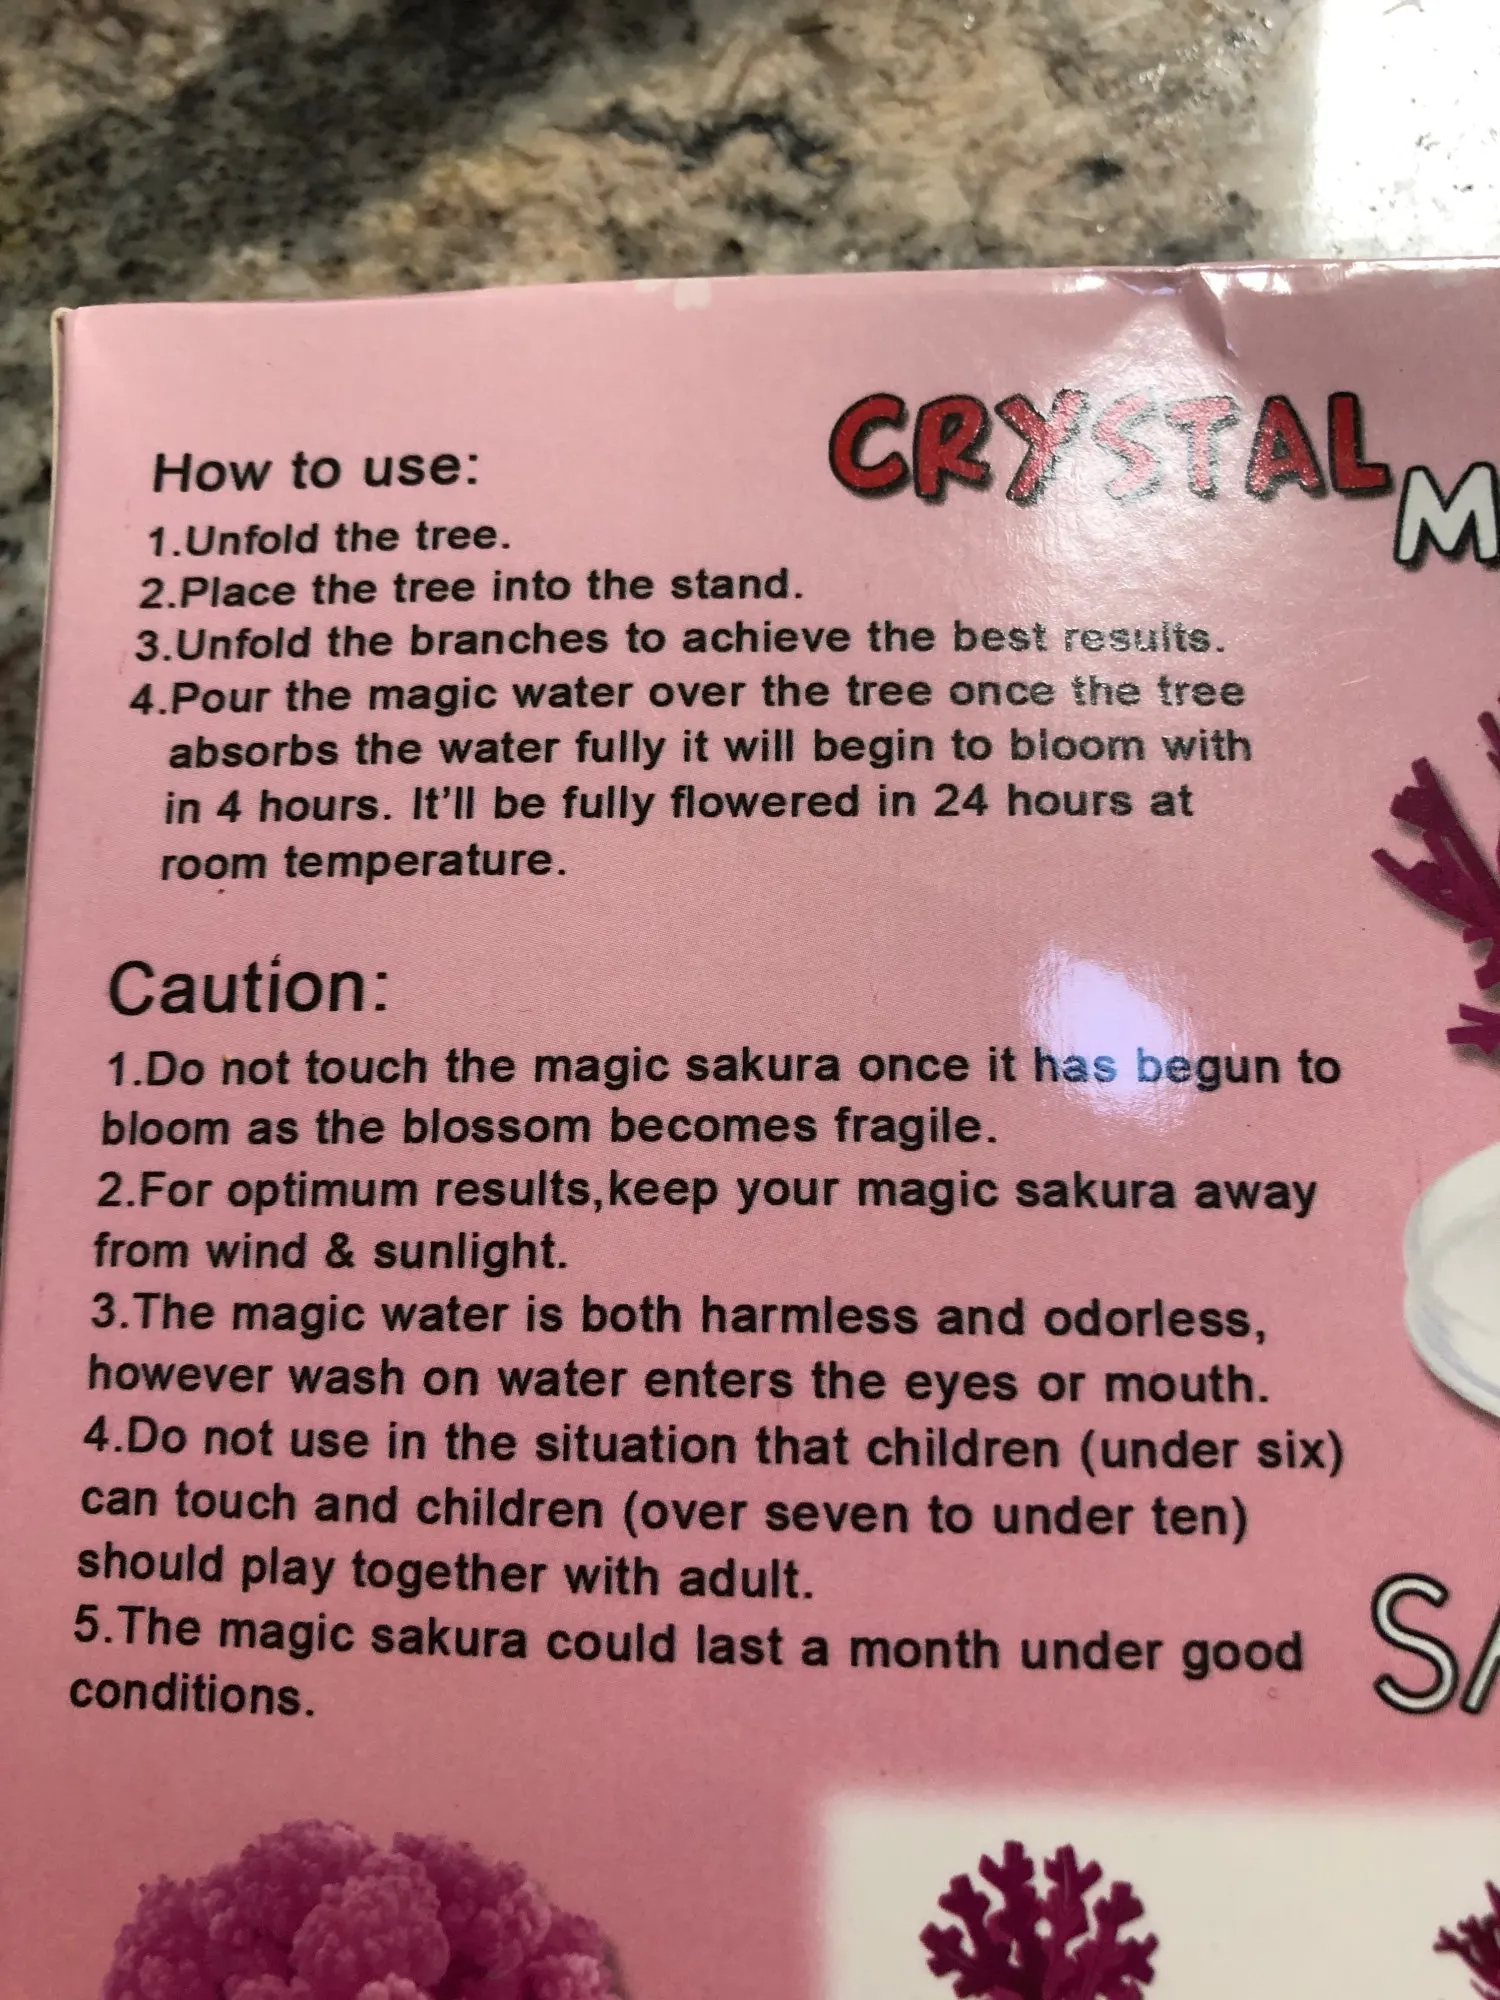 CRYSTAL
M
How to use:
1.Unfold the tree.
2.Place the tree into the stand.
3.Unfold the branches to achieve the best results.
4.Pour the magic water over the tree once the tree
absorbs the water fully it will begin to bloom with
in 4 hours. It'll be fully flowered in 24 hours at
room temperature.
Caution:
1.Do not touch the magic sakura once it has begun to
bloom as the blossom becomes fragile.
2.For optimum results,keep your magic sakura away
from wind & sunlight.
3.The magic water is both harmless and odorless,
however wash on water enters the eyes or mouth.
4.Do not use in the situation that children (under six)
can touch and children (over seven to under ten)
should play together with adult.
5.The magic sakura could last a month under good
conditions.
SA